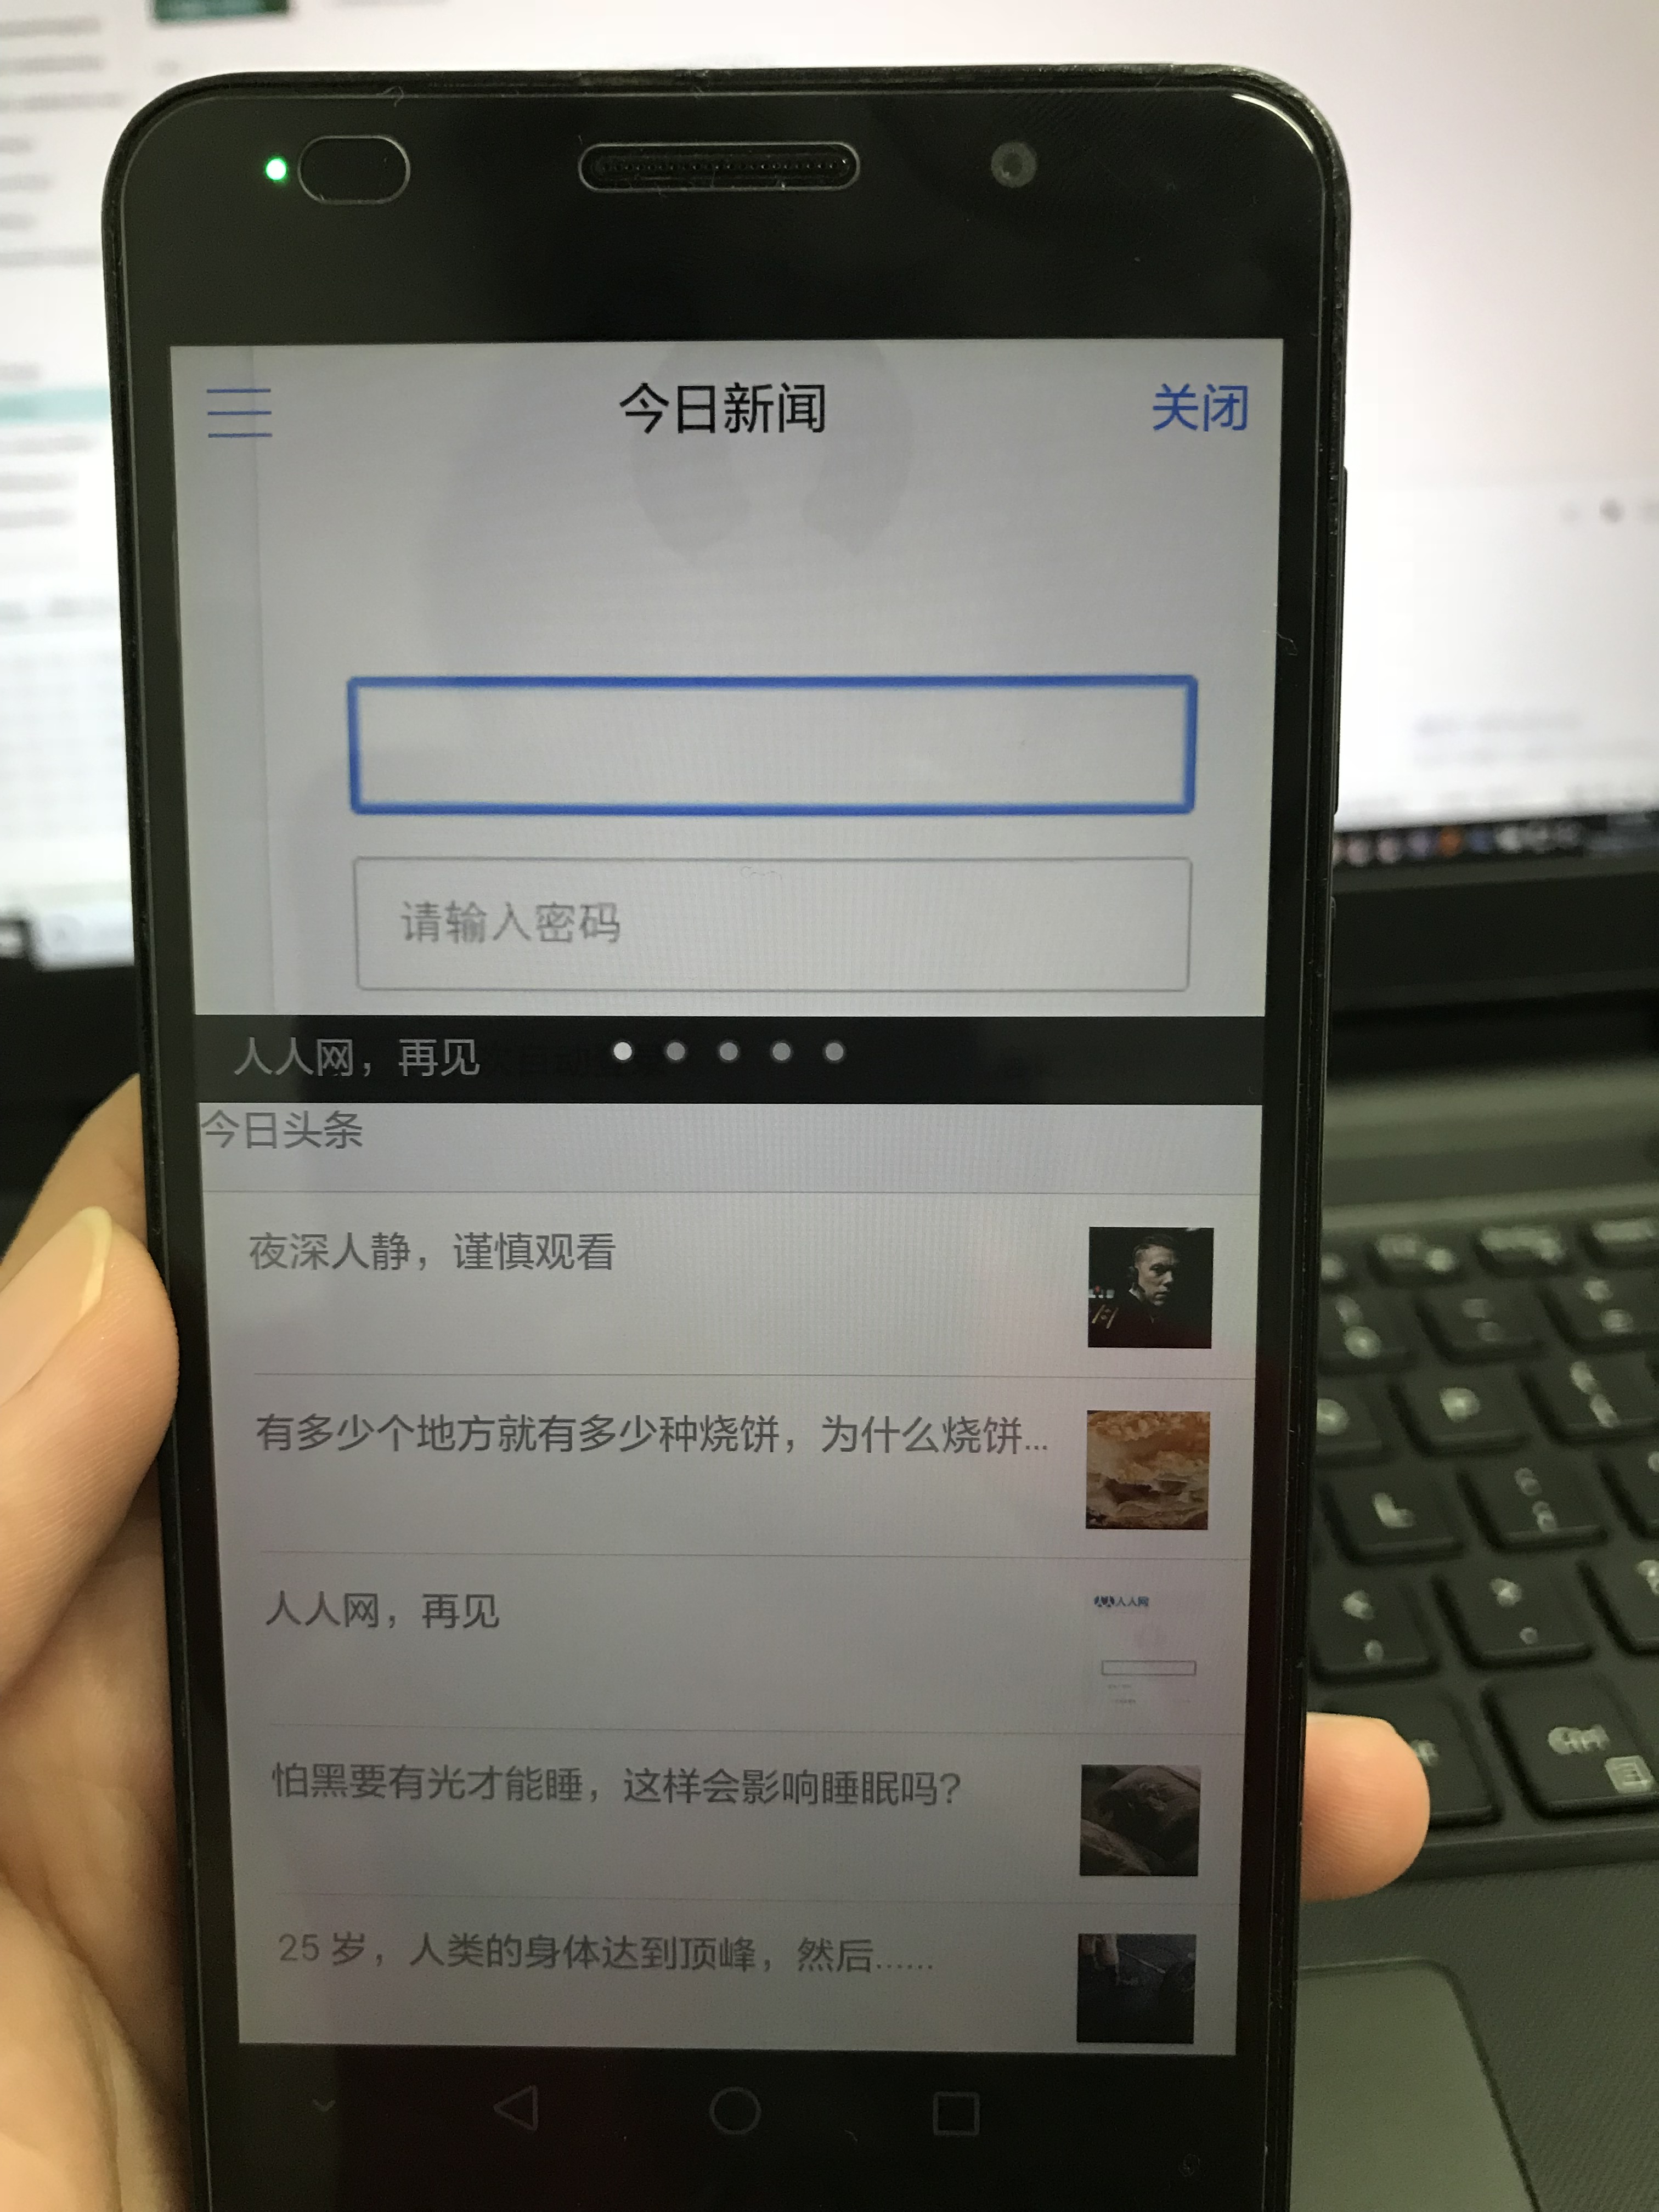 今日新闻
关闭
请输入密码
人人网，再见
今日头条
夜深人静，谨慎观看
有多少个地方就有多少种烧饼，为什么烧饼...
人人网，再见
人人网
怕黑要有光才能睡，这样会影响睡眠吗？
25 岁，人类的身体达到顶峰，然后......
Ctrl